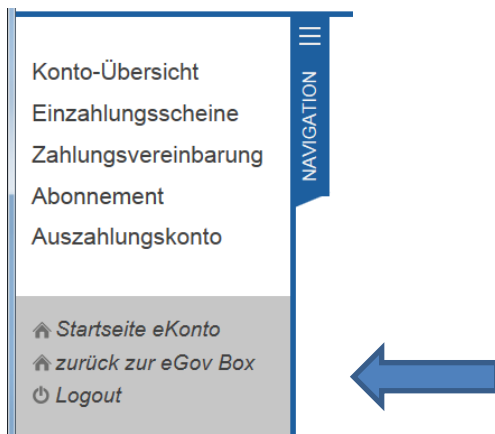 NAVIGATION
Konto-Übersicht
Einzahlungsscheine
Zahlungsvereinbarung
Abonnement
Auszahlungskonto
Startseite eKonto
zurück zur eGov Box
Logout